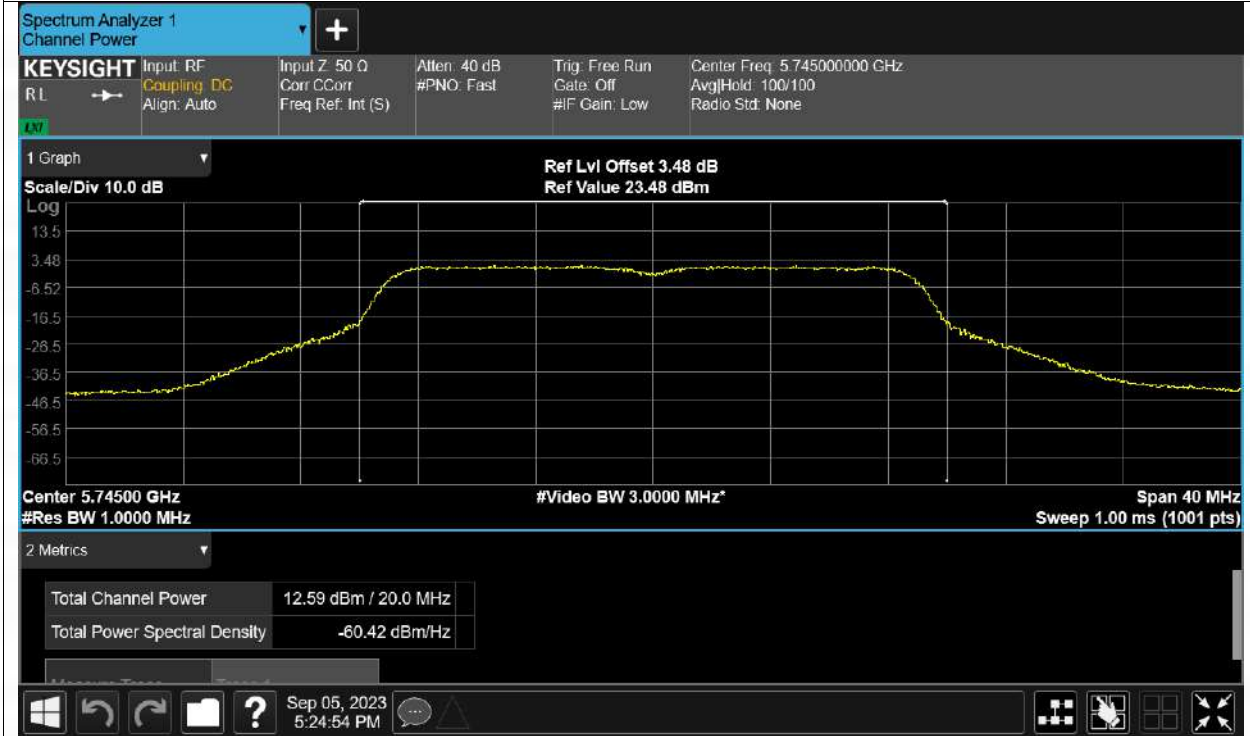 Spectrum Analyzer 1
Channel Power
+
KEYSIGHT
R L
LXI
Input: RF
Coupling: DC
Align: Auto
Input Z: 50 Ω
Corr CCorr
Freq Ref: Int (S)
Atten: 40 dB
#PNO: Fast
Trig: Free Run
Gate: Off
#IF Gain: Low
Center Freq: 5.745000000 GHz
Avg|Hold: 100/100
Radio Std: None
1 Graph
Scale/Div 10.0 dB
Ref Lvl Offset 3.48 dB
Ref Value 23.48 dBm
Log
13.5
3.48
-6.52
-16.5
-26.5
-36.5
-46.5
-56.5
-66.5
Center 5.74500 GHz
#Res BW 1.0000 MHz
#Video BW 3.0000 MHz*
Span 40 MHz
Sweep 1.00 ms (1001 pts)
2 Metrics
Total Channel Power 12.59 dBm / 20.0 MHz
Total Power Spectral Density -60.42 dBm/Hz
?
Sep 05, 2023
5:24:54 PM